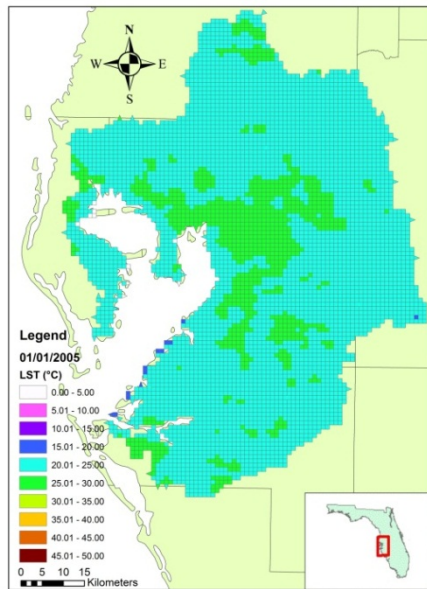 N
W E
S
Legend
01/01/2005
LST (°C)
0.00 - 5.00
5.01 - 10.00
10.01 - 15.00
15.01 - 20.00
20.01 - 25.00
25.01 - 30.00
30.01 - 35.00
35.01 - 40.00
40.01 - 45.00
45.01 - 50.00
0 5 10 15
Kilometers